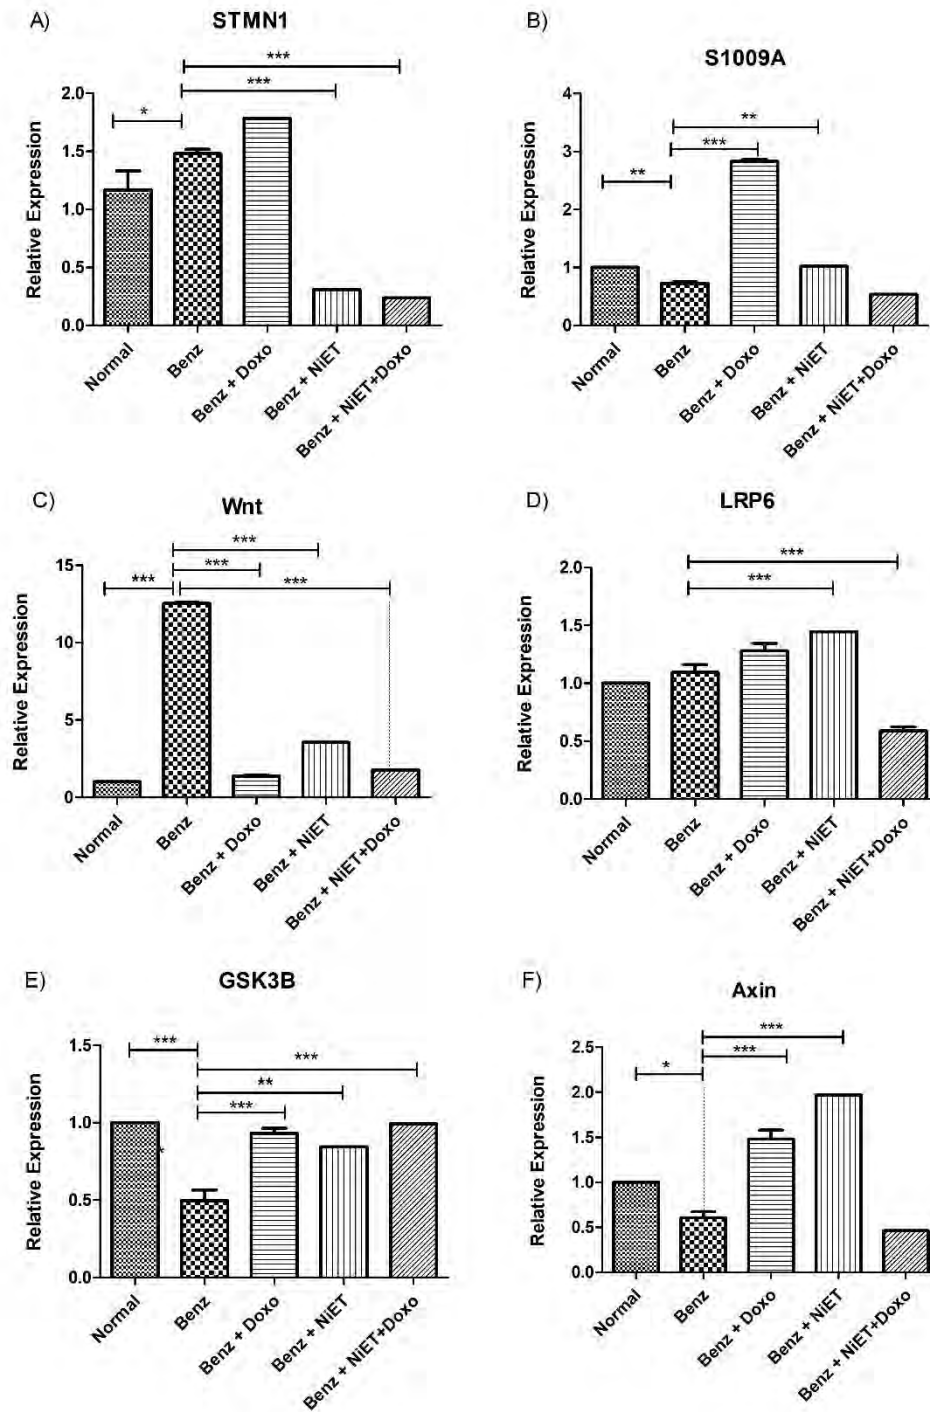 A)
STMN1
***
***
*
Relative Expression
2.0
1.5
1.0
0.5
0.0
Normal
Benz
Benz + Doxo
Benz + NiET
Benz + NiET+Doxo
B)
S1009A
**
***
**
Relative Expression
4
3
2
1
0
Normal
Benz
Benz + Doxo
Benz + NiET
Benz + NiET+Doxo
C)
Wnt
***
***
***
***
Relative Expression
15
10
5
0
Normal
Benz
Benz + Doxo
Benz + NiET
Benz + NiET+Doxo
D)
LRP6
***
***
Relative Expression
2.0
1.5
1.0
0.5
0.0
Normal
Benz
Benz + Doxo
Benz + NiET
Benz + NiET+Doxo
E)
GSK3B
***
***
**
***
*
Relative Expression
1.5
1.0
0.5
0.0
Normal
Benz
Benz + Doxo
Benz + NiET
Benz + NiET+Doxo
F)
Axin
***
***
*
Relative Expression
2.5
2.0
1.5
1.0
0.5
0.0
Normal
Benz
Benz + Doxo
Benz + NiET
Benz + NiET+Doxo